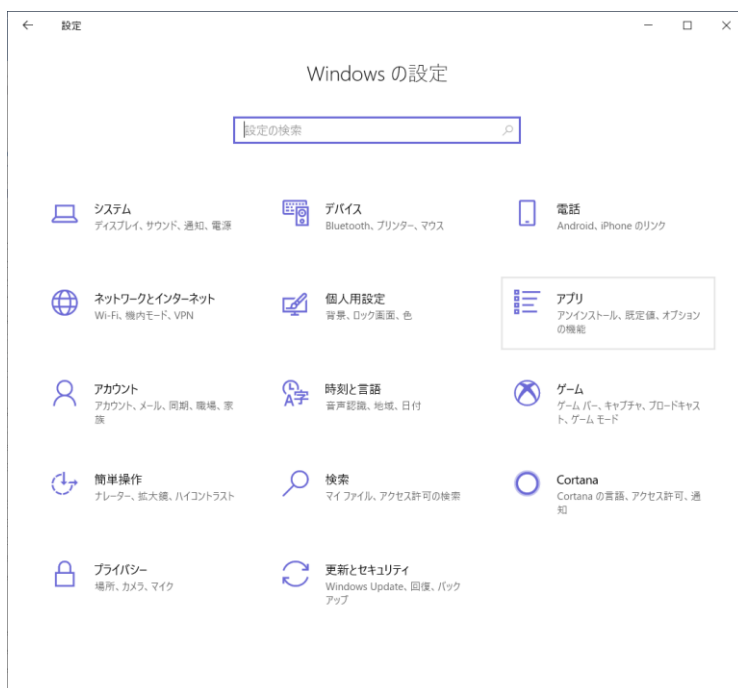 設定
Windows の設定
設定の検索
システム
ディスプレイ、サウンド、通知、電源
デバイス
Bluetooth、プリンター、マウス
電話
Android、iPhone のリンク
ネットワークとインターネット
Wi-Fi、機内モード、VPN
個人用設定
背景、ロック画面、色
アプリ
アンインストール、既定値、オプション
の機能
アカウント
アカウント、メール、同期、職場、家
族
時刻と言語
音声認識、地域、日付
ゲーム
ゲーム バー、キャプチャ、ブロードキャス
ト、ゲーム モード
簡単操作
ナレーター、拡大鏡、ハイコントラスト
検索
マイ ファイル、アクセス許可の検索
Cortana
Cortana の言語、アクセス許可、通
知
プライバシー
場所、カメラ、マイク
更新とセキュリティ
Windows Update、回復、バック
アップ